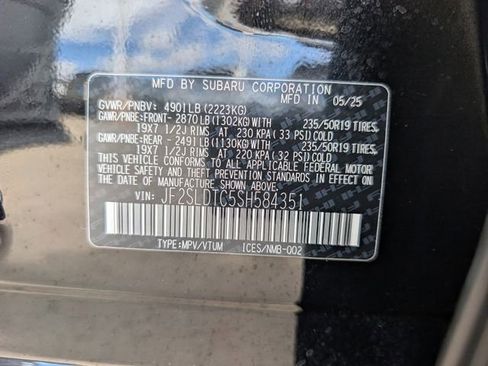 MFD. BY SUBARU CORPORATION
MFD IN 05/25
GVWR/PNBV: 4901LB(2223KG)
GAWR/PNBE:FRONT- 2870LB(1302KG)WITH 235/50R19 TIRES,
19X7 1/2J RIMS AT 230 KPA(33 PSI)COLD
GAWR/PNBE:REAR - 2491LB(1130KG)WITH 235/50R19 TIRES,
19X7 1/2J RIMS AT 220 KPA(32 PSI)COLD
THIS VEHICLE CONFORMS TO ALL APPLICABLE FEDERAL MOTOR
VEHICLE SAFETY AND THEFT PREVENTION STANDARDS IN EFFECT
ON THE DATE OF MANUFACTURE SHOWN ABOVE.
VIN: JF2SLDTC5SH584351
TYPE:MPV/VTUM ICES/NMB-002